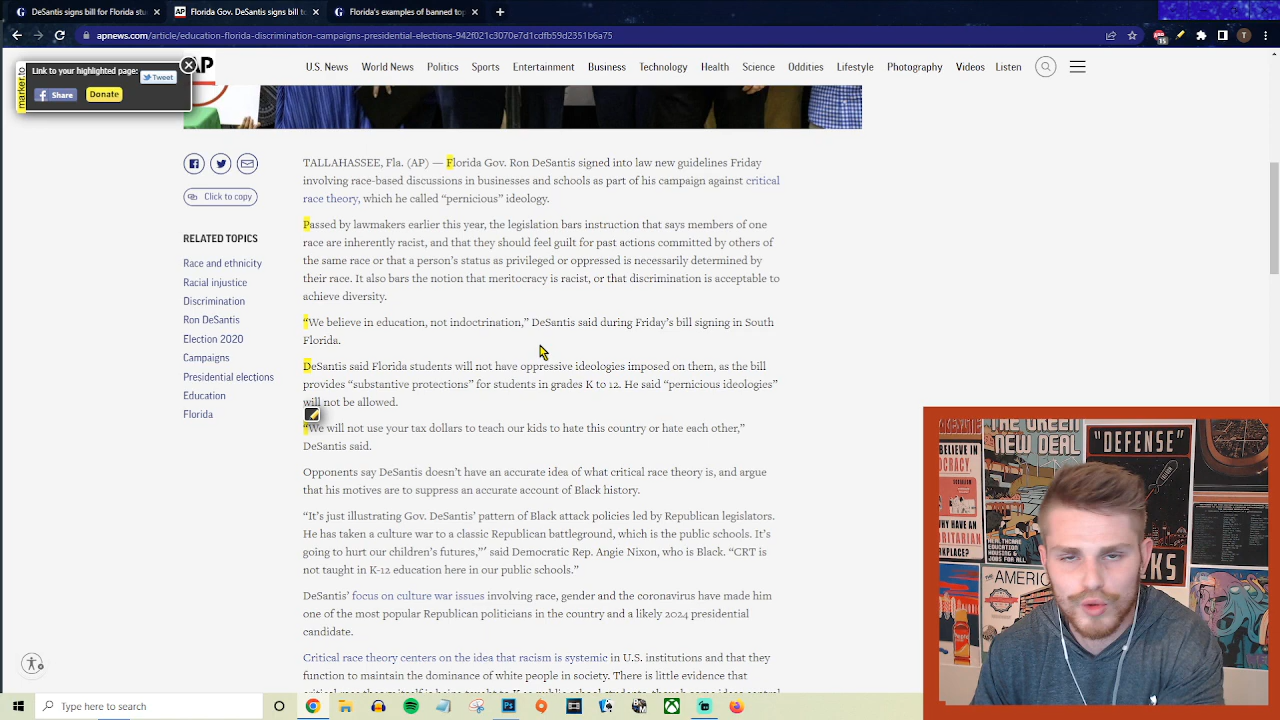 DeSantis signs bill for Florida stu
Florida Gov. DeSantis signs bill t
Florida's examples of banned top
apnews.com/article/education-florida-discrimination-campaigns-presidential-elections-942f021c3070e7d1cdfb59d2351b6a75
marker.to
Link to your highlighted page:
Tweet
Share
Donate
AP
U.S. News
World News
Politics
Sports
Entertainment
Business
Technology
Health
Science
Oddities
Lifestyle
Photography
Videos
Listen
Click to copy
RELATED TOPICS
Race and ethnicity
Racial injustice
Discrimination
Ron DeSantis
Election 2020
Campaigns
Presidential elections
Education
Florida
TALLAHASSEE, Fla. (AP) — Florida Gov. Ron DeSantis signed into law new guidelines Friday
involving race-based discussions in businesses and schools as part of his campaign against critical
race theory, which he called “pernicious” ideology.
Passed by lawmakers earlier this year, the legislation bars instruction that says members of one
race are inherently racist, and that they should feel guilt for past actions committed by others of
the same race or that a person’s status as privileged or oppressed is necessarily determined by
their race. It also bars the notion that meritocracy is racist, or that discrimination is acceptable to
achieve diversity.
“We believe in education, not indoctrination,” DeSantis said during Friday’s bill signing in South
Florida.
DeSantis said Florida students will not have oppressive ideologies imposed on them, as the bill
provides “substantive protections” for students in grades K to 12. He said “pernicious ideologies”
will not be allowed.
“We will not use your tax dollars to teach our kids to hate this country or hate each other,”
DeSantis said.
Opponents say DeSantis doesn’t have an accurate idea of what critical race theory is, and argue
that his motives are to suppress an accurate account of Black history.
“It’s just illustrating Gov. DeSantis’ pattern of Black attack policies led by Republican legislators.
He has taken a culture war to a classic Republican battleground, which is the public schools. It’s
going to hurt our children’s futures,”’ said Democratic Rep. Angie Nixon, who is Black. “CRT is
not taught in K-12 education here in our public schools.”
DeSantis’ focus on culture war issues involving race, gender and the coronavirus have made him
one of the most popular Republican politicians in the country and a likely 2024 presidential
candidate.
Critical race theory centers on the idea that racism is systemic in U.S. institutions and that they
function to maintain the dominance of white people in society. There is little evidence that
THE GREEN
NEW DEAL
"DEFENSE"
BELIEVE IN
SOCIALISM
WHY HAVE AN
HEALTHCARE
EDUCATION
HOUSING &
JOBS FOR ALL
THE AMERIC
Type here to search